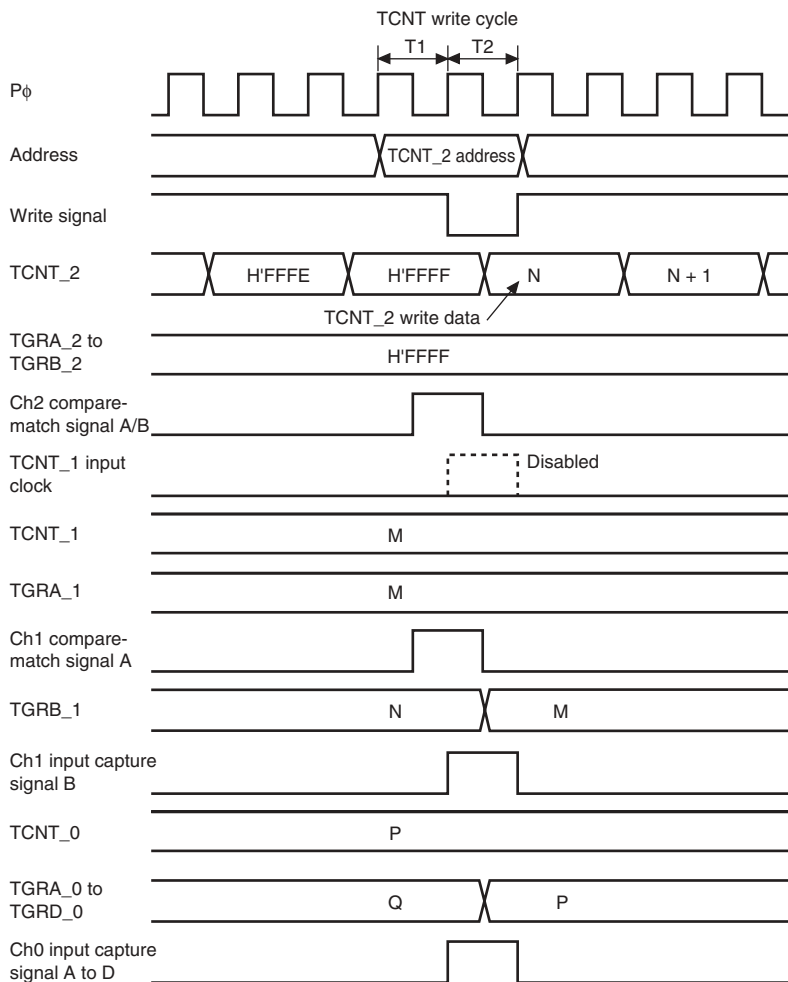 TCNT write cycle
T1 T2
Pϕ
Address
TCNT_2 address
Write signal
TCNT_2
H'FFFE
H'FFFF
N
N + 1
TCNT_2 write data
TGRA_2 to
TGRB_2
H'FFFF
Ch2 compare-
match signal A/B
TCNT_1 input
clock
Disabled
TCNT_1
M
TGRA_1
M
Ch1 compare-
match signal A
TGRB_1
N
M
Ch1 input capture
signal B
TCNT_0
P
TGRA_0 to
TGRD_0
Q
P
Ch0 input capture
signal A to D